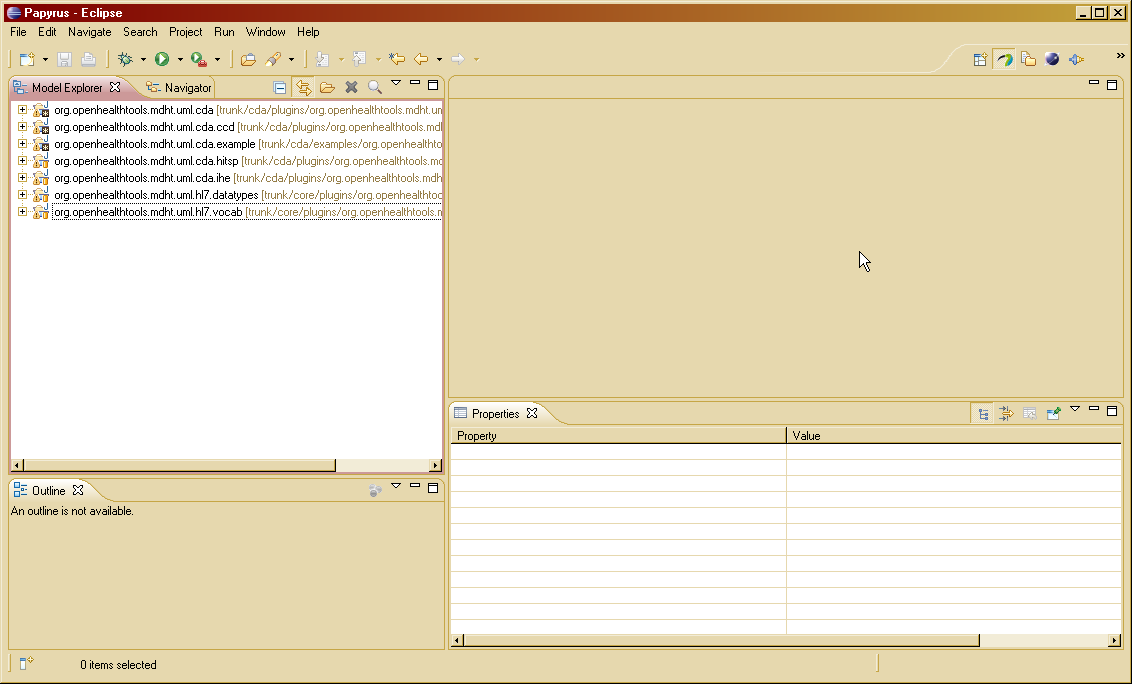 Papyrus - Eclipse
File Edit Navigate Search Project Run Window Help
Model Explorer Navigator
org.openhealthtools.mdht.uml.cda [trunk/cda/plugins/org.openhealthtools.mdht.un
org.openhealthtools.mdht.uml.cda.ccd [trunk/cda/plugins/org.openhealthtools.mdl
org.openhealthtools.mdht.uml.cda.example [trunk/cda/examples/org.openhealthto
org.openhealthtools.mdht.uml.cda.hitsp [trunk/cda/plugins/org.openhealthtools.mc
org.openhealthtools.mdht.uml.cda.ihe [trunk/cda/plugins/org.openhealthtools.mdh
org.openhealthtools.mdht.uml.hl7.datatypes [trunk/core/plugins/org.openhealthtoc
org.openhealthtools.mdht.uml.hl7.vocab [trunk/core/plugins/org.openhealthtools.n
Properties
Property Value
Outline
An outline is not available.
0 items selected